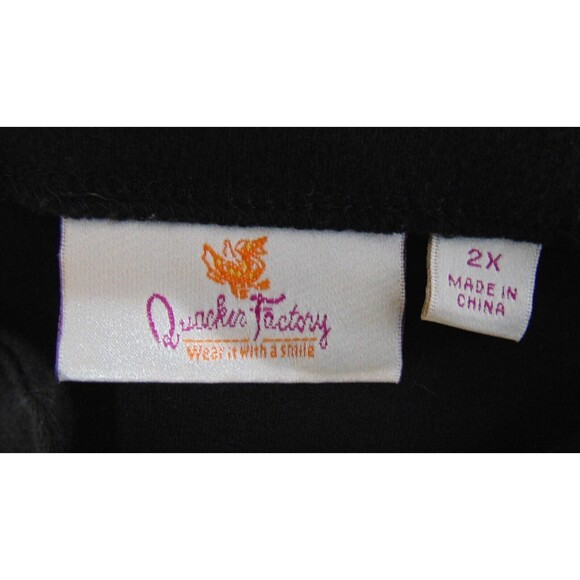 Quacker Factory
Wear it with a smile
2X
MADE IN
CHINA